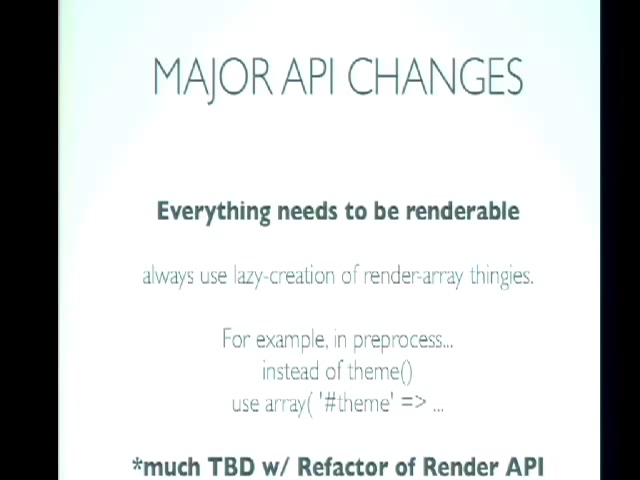 MAJOR API CHANGES
Everything needs to be renderable
always use lazy-creation of render-array thingies.
For example, in preprocess...
instead of theme()
use array( '#theme' => ...
*much TBD w/ Refactor of Render API